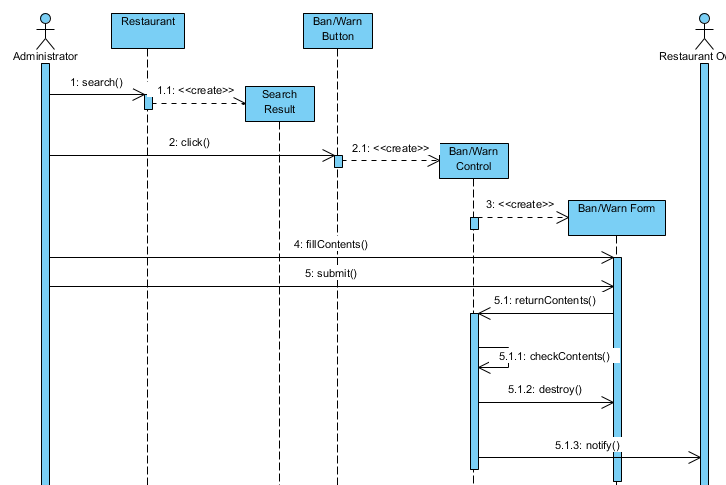 Restaurant
Ban/Warn
Button
Administrator
Restaurant
1: search()
1.1: <<create>>
Search
Result
2: click()
2.1: <<create>>
Ban/Warn
Control
3: <<create>>
Ban/Warn Form
4: fillContents()
5: submit()
5.1: returnContents()
5.1.1: checkContents()
5.1.2: destroy()
5.1.3: notify()